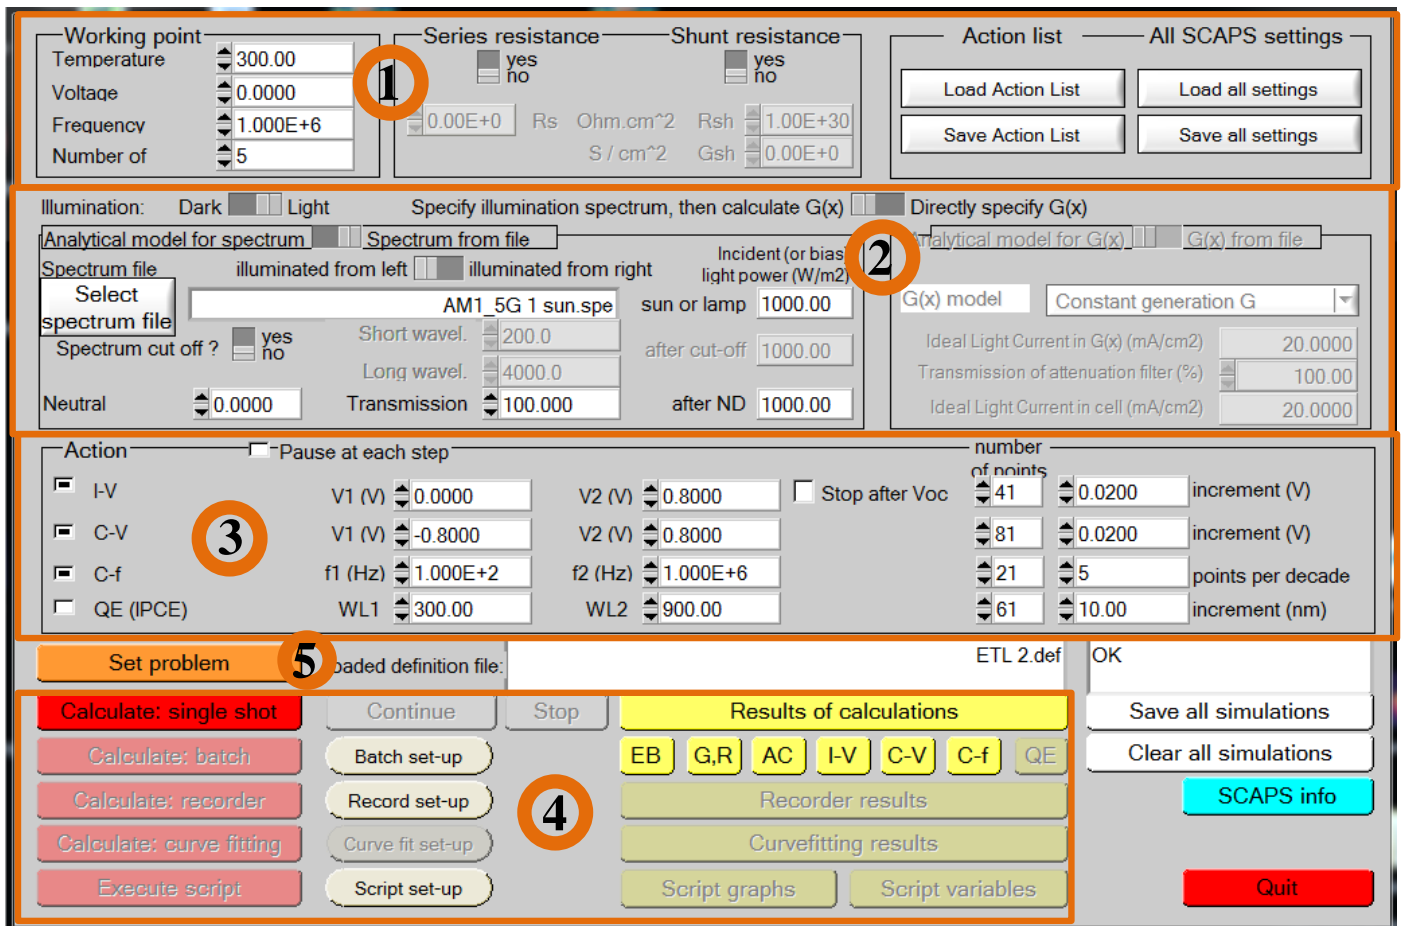 Working point
Series resistance
Shunt resistance
Action list
All SCAPS settings
Temperature 300.00
yes
no
yes
no
Voltage 0.0000
Load Action List
Load all settings
1
Frequency 1.000E+6
0.00E+0 Rs Ohm.cm^2 Rsh 1.00E+30
Save Action List
Save all settings
Number of 5
S / cm^2 Gsh 0.00E+0
Illumination: Dark Light
Specify illumination spectrum, then calculate G(x)
Directly specify G(x)
Analytical model for spectrum
Spectrum from file
Incident (or bias)
light power (W/m2)
2
Analytical model for G(x)
G(x) from file
Spectrum file
illuminated from left
illuminated from right
Select
spectrum file
AM1_5G 1 sun.spe
sun or lamp 1000.00
G(x) model
Constant generation G
Spectrum cut off ?
yes
no
Short wavel. 200.0
after cut-off 1000.00
Ideal Light Current in G(x) (mA/cm2) 20.0000
Long wavel. 4000.0
Transmission of attenuation filter (%) 100.00
Neutral 0.0000
Transmission 100.000
after ND 1000.00
Ideal Light Current in cell (mA/cm2) 20.0000
Action
Pause at each step
number
of points
I-V
V1 (V) 0.0000
V2 (V) 0.8000
Stop after Voc
41
0.0200 increment (V)
C-V
3
V1 (V) -0.8000
V2 (V) 0.8000
81
0.0200 increment (V)
C-f
f1 (Hz) 1.000E+2
f2 (Hz) 1.000E+6
21
5 points per decade
QE (IPCE)
WL1 300.00
WL2 900.00
61
10.00 increment (nm)
Set problem
5
loaded definition file:
ETL 2.def
OK
Calculate: single shot
Continue
Stop
Results of calculations
Save all simulations
Calculate: batch
Batch set-up
EB G,R AC I-V C-V C-f QE
Clear all simulations
Calculate: recorder
Record set-up
4
Recorder results
SCAPS info
Calculate: curve fitting
Curve fit set-up
Curvefitting results
Execute script
Script set-up
Script graphs
Script variables
Quit